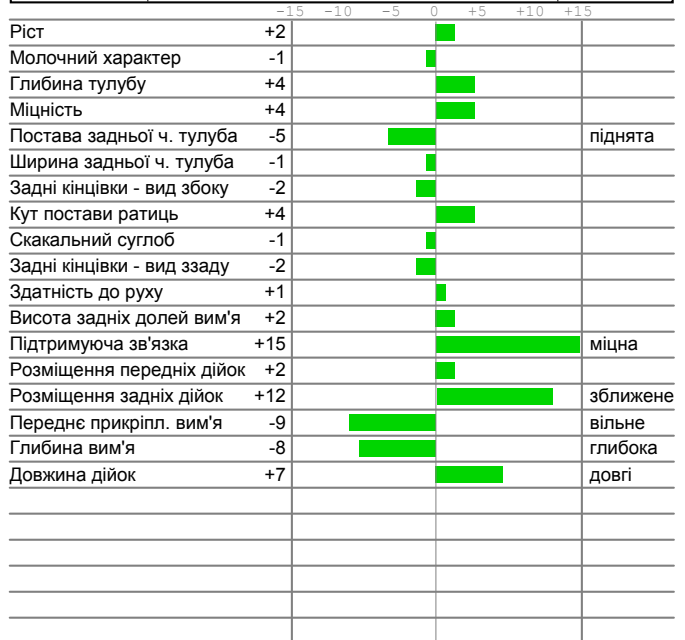 -15 -10 -5 0 +5 +10 +15
Ріст +2
Молочний характер -1
Глибина тулубу +4
Міцність +4
Постава задньої ч. тулуба -5 піднята
Ширина задньої ч. тулуба -1
Задні кінцівки - вид збоку -2
Кут постави ратиць +4
Скакальний суглоб -1
Задні кінцівки - вид ззаду -2
Здатність до руху +1
Висота задніх долей вим'я +2
Підтримуюча зв'язка +15 міцна
Розміщення передніх дійок +2
Розміщення задніх дійок +12 зближене
Переднє прикріпл. вим'я -9 вільне
Глибина вим'я -8 глибока
Довжина дійок +7 довгі